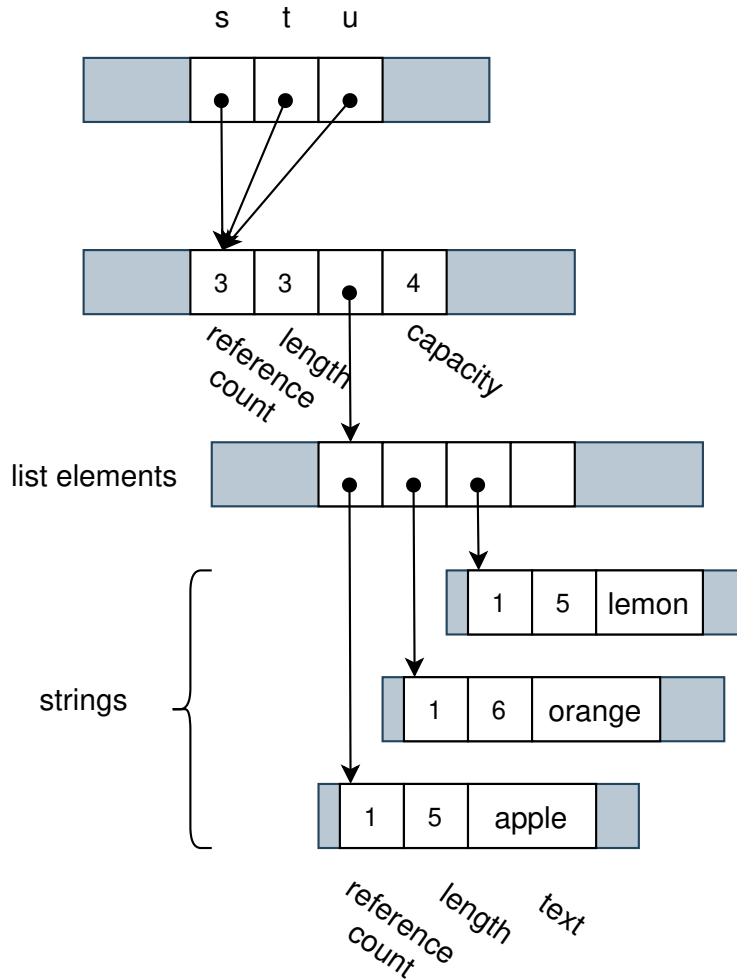 s t u
3 3 4
reference
count
length
capacity
list elements
1 5 lemon
strings
1 6 orange
1 5 apple
reference
count
length
text